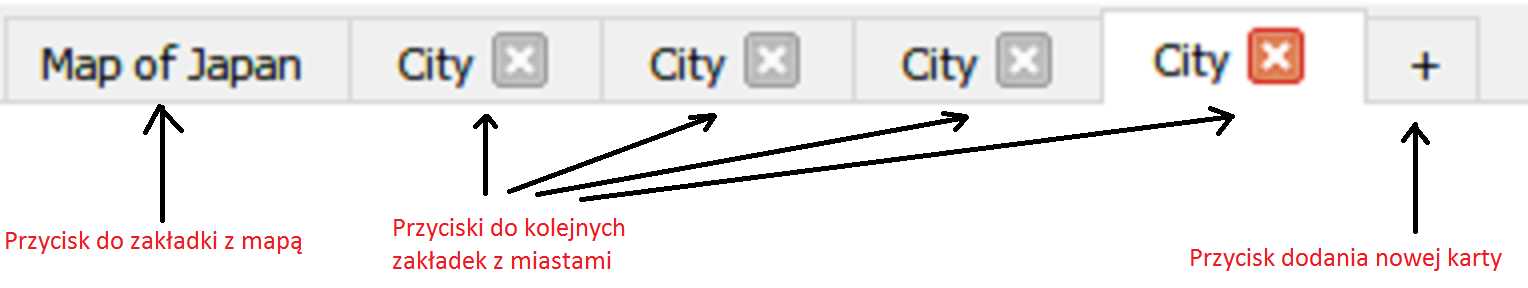 Map of Japan City City City City +
Przycisk do zakładki z mapą
Przyciski do kolejnych
zakładek z miastami
Przycisk dodania nowej karty